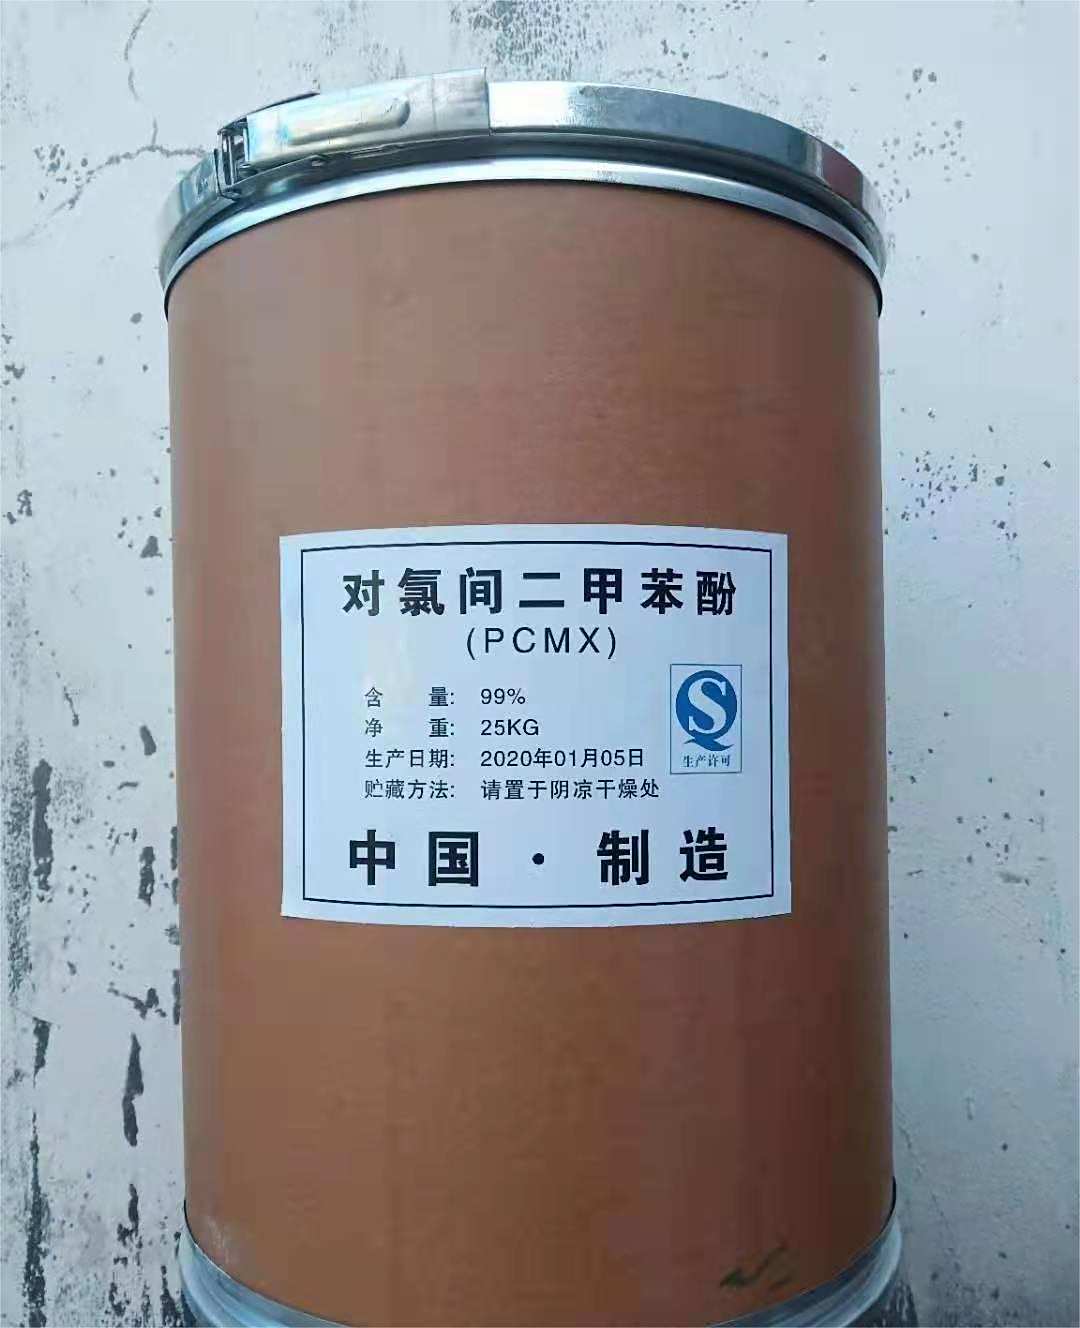 对氯间二甲苯酚
(PCMX)
含 量: 99%
净 重: 25KG
生产日期: 2020年01月05日
贮藏方法: 请置于阴凉干燥处
S
生产许可
中国·制造